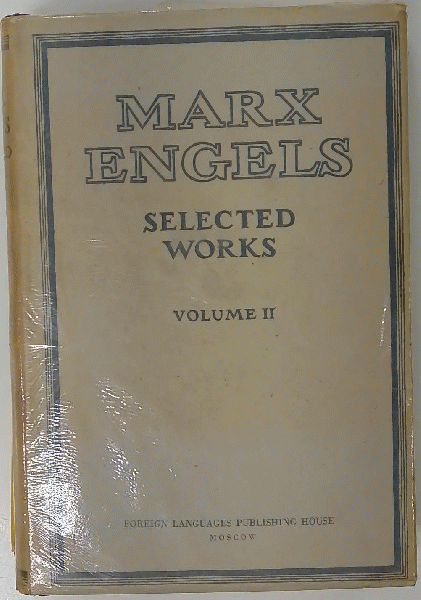 MARX
ENGELS
SELECTED
WORKS
VOLUME II
FOREIGN LANGUAGES PUBLISHING HOUSE
MOSCOW